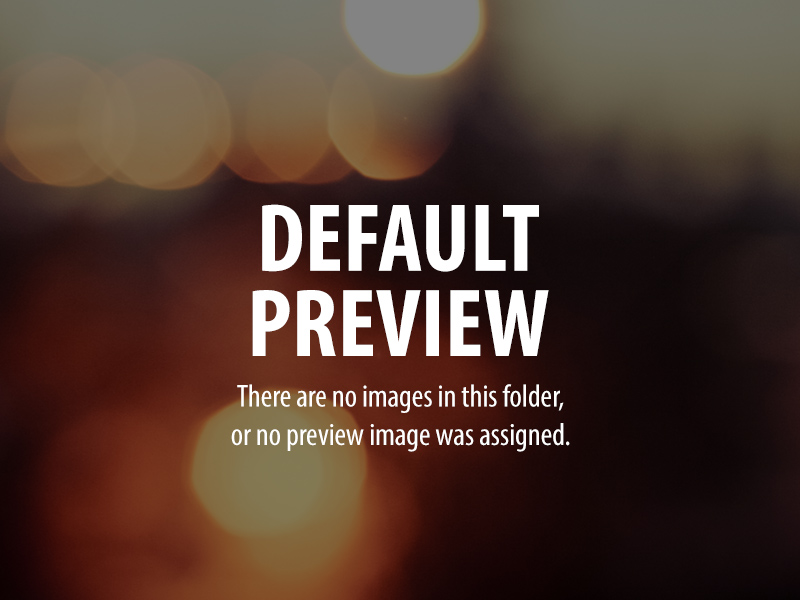 DEFAULT
PREVIEW
There are no images in this folder,
or no preview image was assigned.